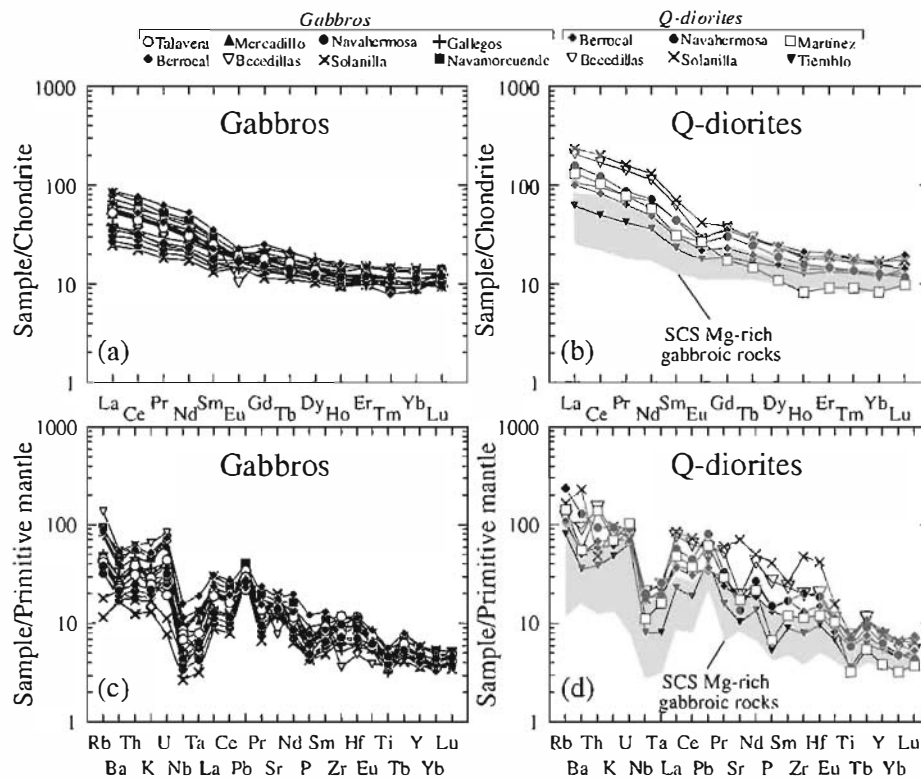 Gabbros Q-diorites
Talavera Mercadillo Navahermosa Gallegos Berrocal Navahermosa Martínez
Berrocal Becedillas Solanilla Navamorcuende Becedillas Solanilla Tiemblo
1000
100
10
1
Sample/Chondrite
Gabbros
(a)
1000
100
10
1
Sample/Chondrite
Q-diorites
(b)
SCS Mg-rich
gabbroic rocks
La Pr Sm Gd Dy Er Yb
Ce Nd Eu Tb Ho Tm Lu
La Pr Sm Gd Dy Er Yb
Ce Nd Eu Tb Ho Tm Lu
1000
100
10
1
Sample/Primitive mantle
Gabbros
(c)
1000
100
10
1
Sample/Primitive mantle
Q-diorites
(d)
SCS Mg-rich
gabbroic rocks
Rb Th U Ta Ce Pr Nd Sm Hf Ti Y Lu
Ba K Nb La Pb Sr P Zr Eu Tb Yb
Rb Th U Ta Ce Pr Nd Sm Hf Ti Y Lu
Ba K Nb La Pb Sr P Zr Eu Tb Yb